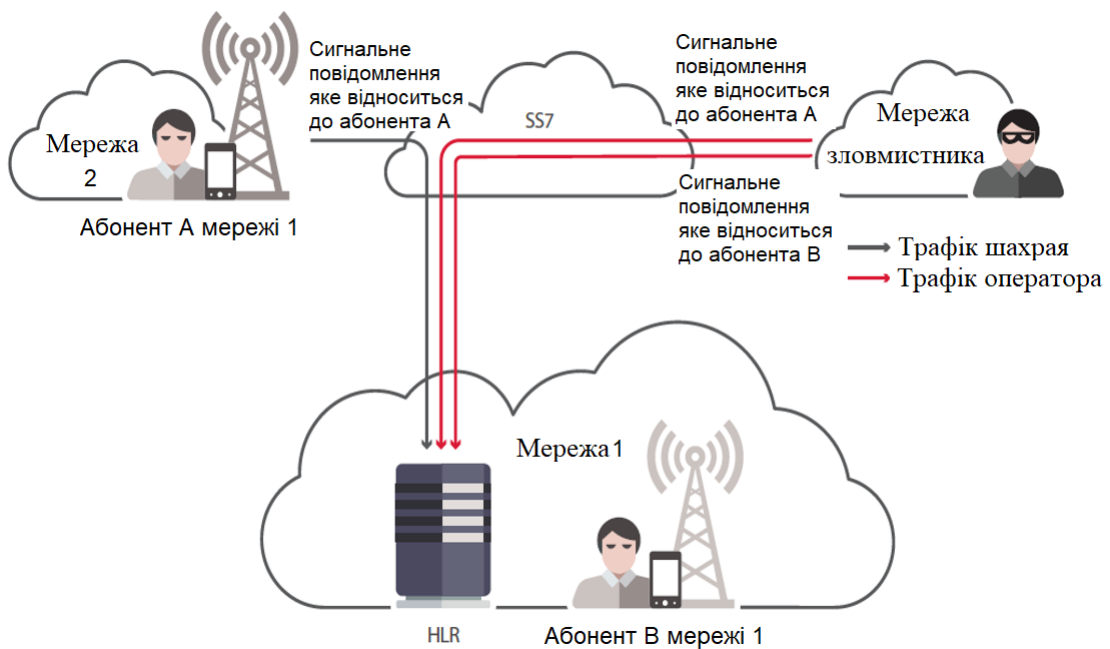 Сигнальне
повідомлення
яке відноситься
до абонента А
SS7
Сигнальне
повідомлення
яке відноситься
до абонента А
Мережа
2
Мережа
зловмистника
Абонент А мережі 1
Сигнальне
повідомлення
яке відноситься
до абонента В
Трафік шахрая
Трафік оператора
Мережа 1
HLR
Абонент В мережі 1